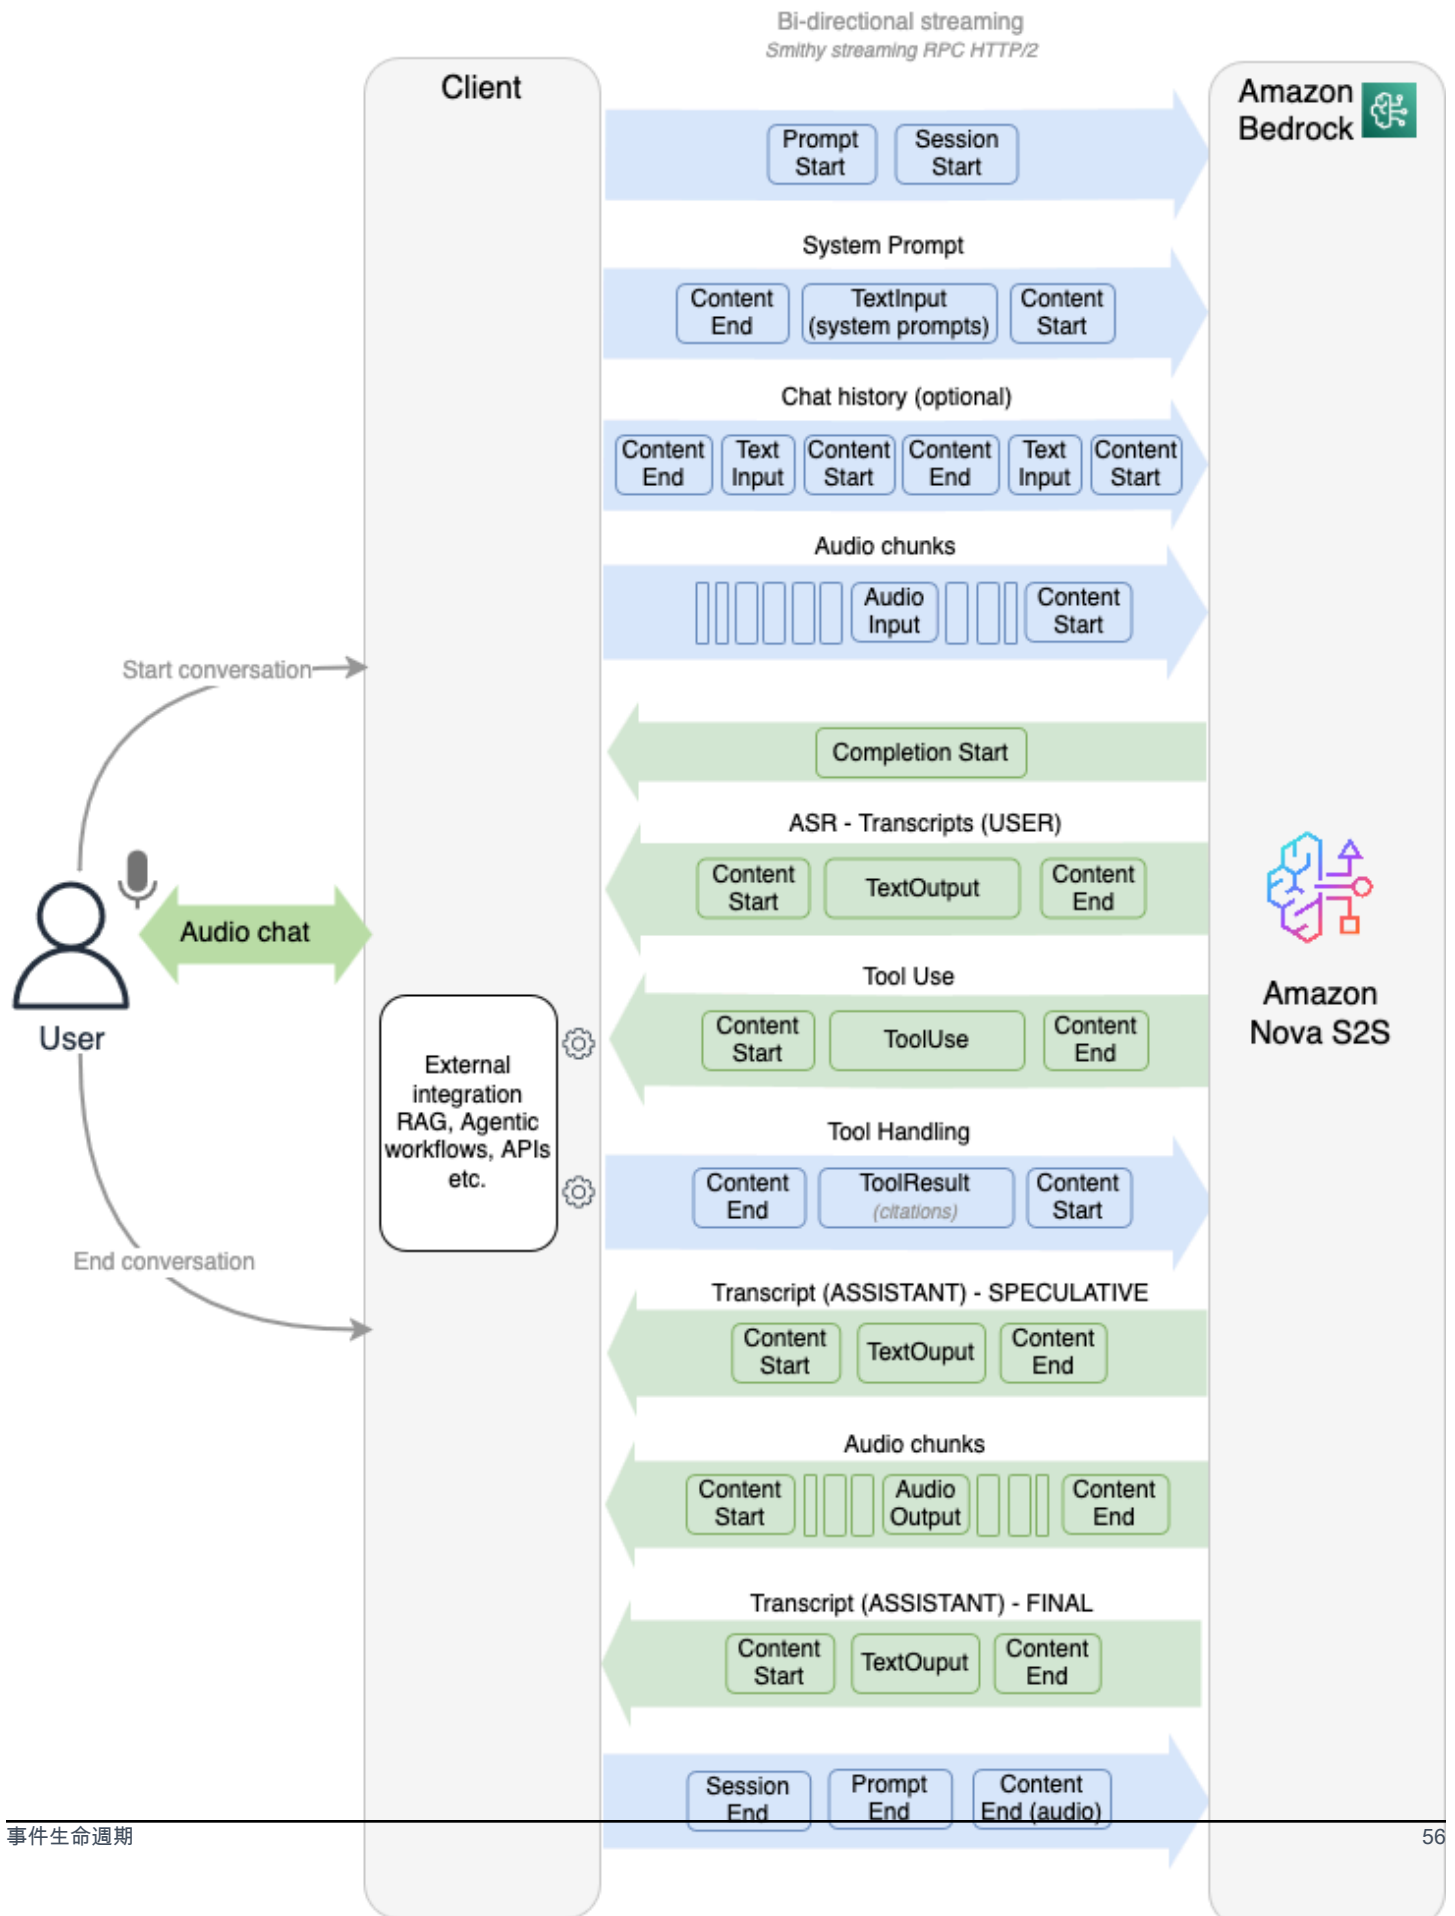 Bi-directional streaming
Smithy streaming RPC HTTP/2
Client
Amazon
Bedrock
Prompt
Start
Session
Start
System Prompt
Content
End
TextInput
(system prompts)
Content
Start
Chat history (optional)
Content
End
Text
Input
Content
Start
Content
End
Text
Input
Content
Start
Audio chunks
Audio
Input
Content
Start
Start conversation
Completion Start
ASR - Transcripts (USER)
Content
Start
TextOutput
Content
End
Audio chat
User
Amazon
Nova S2S
Tool Use
Content
Start
ToolUse
Content
End
External
integration
RAG, Agentic
workflows, APIs
etc.
Tool Handling
Content
End
ToolResult
(citations)
Content
Start
End conversation
Transcript (ASSISTANT) - SPECULATIVE
Content
Start
TextOuput
Content
End
Audio chunks
Content
Start
Audio
Output
Content
End
Transcript (ASSISTANT) - FINAL
Content
Start
TextOuput
Content
End
Session
End
Prompt
End
Content
End (audio)
事件生命週期
56